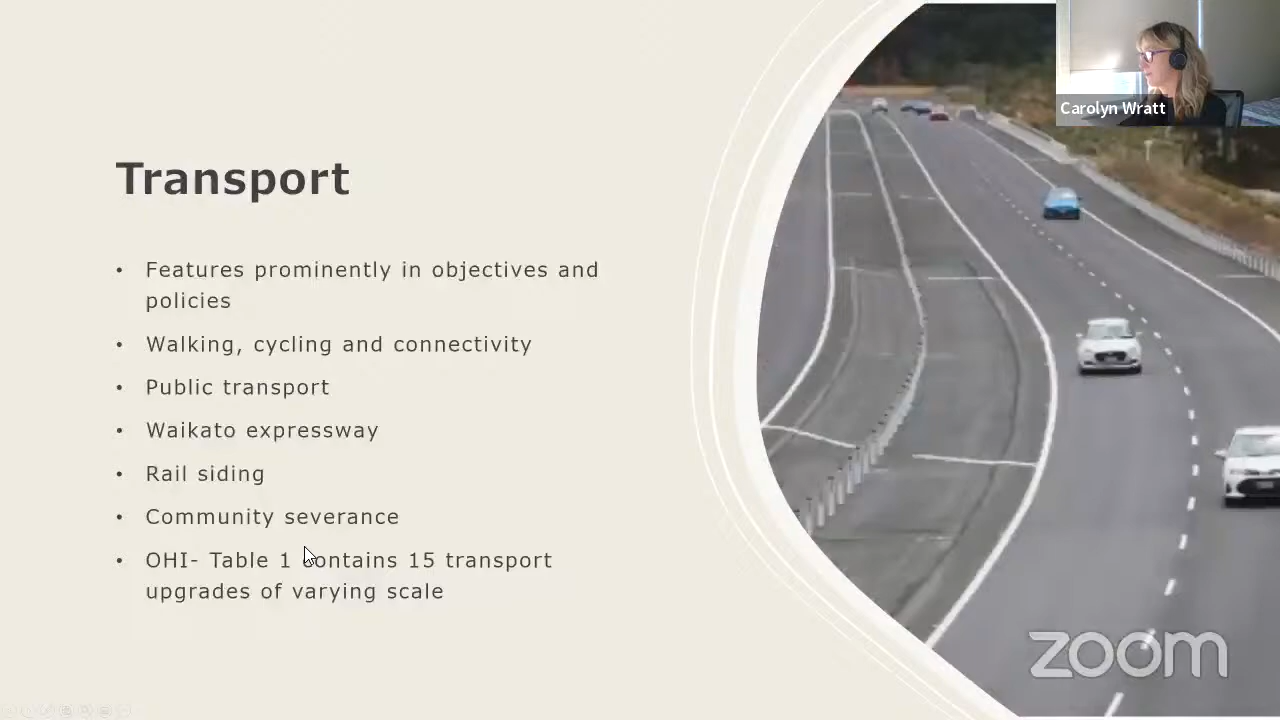 Carolyn Wratt
Transport
• Features prominently in objectives and
policies
• Walking, cycling and connectivity
• Public transport
• Waikato expressway
• Rail siding
• Community severance
• OHI- Table 1 contains 15 transport
upgrades of varying scale
zoom